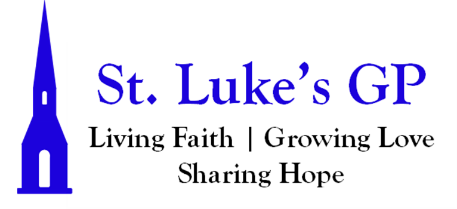 St. Luke's GP
Living Faith | Growing Love
Sharing Hope